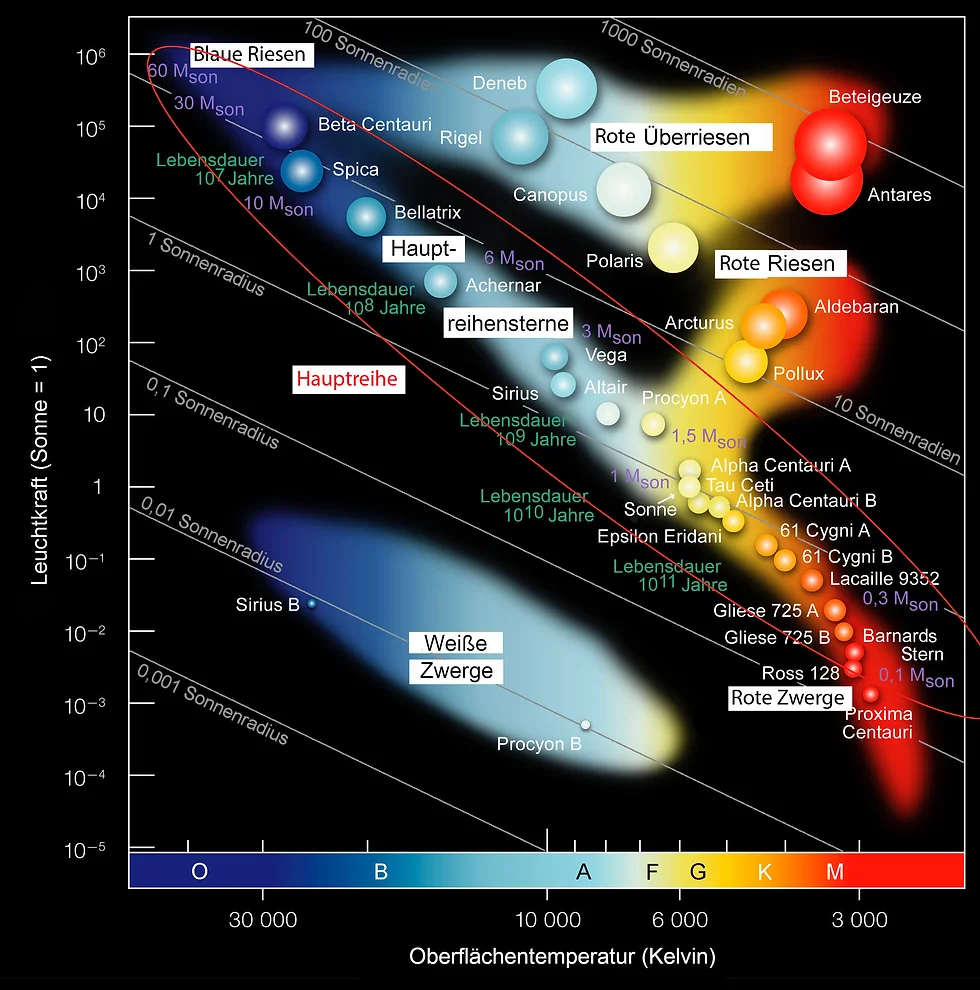 100 Sonnenradien
1000 Sonnenradien
10⁶
Blaue Riesen
60 Mson
Deneb
Beteigeuze
30 Mson
10⁵
Beta Centauri
Rigel
Rote Überriesen
Lebensdauer
10⁷ Jahre
Spica
Canopus
Antares
10⁴
10 Mson
Bellatrix
1 Sonnenradius
Haupt-
6 Mson
Polaris
Rote Riesen
10³
Lebensdauer
10⁸ Jahre
Achernar
Aldebaran
reihensterne
3 Mson
Arcturus
10²
Vega
Pollux
Hauptreihe
0,1 Sonnenradius
Sirius
Altair
Procyon A
10 Sonnenradien
10
Lebensdauer
10⁹ Jahre
1,5 Mson
Leuchtkraft (Sonne = 1)
1
1 Mson
Alpha Centauri A
Tau Ceti
Lebensdauer
10¹⁰ Jahre
Sonne
Alpha Centauri B
0,01 Sonnenradius
Epsilon Eridani
61 Cygni A
10⁻¹
61 Cygni B
Lebensdauer
10¹¹ Jahre
Lacaille 9352
0,3 Mson
Sirius B
Gliese 725 A
10⁻²
Weiße
Zwerge
Gliese 725 B
Barnards
Stern
0,001 Sonnenradius
Ross 128
0,1 Mson
10⁻³
Rote Zwerge
Proxima
Centauri
Procyon B
10⁻⁴
10⁻⁵
O B A F G K M
30 000 10 000 6 000 3 000
Oberflächentemperatur (Kelvin)